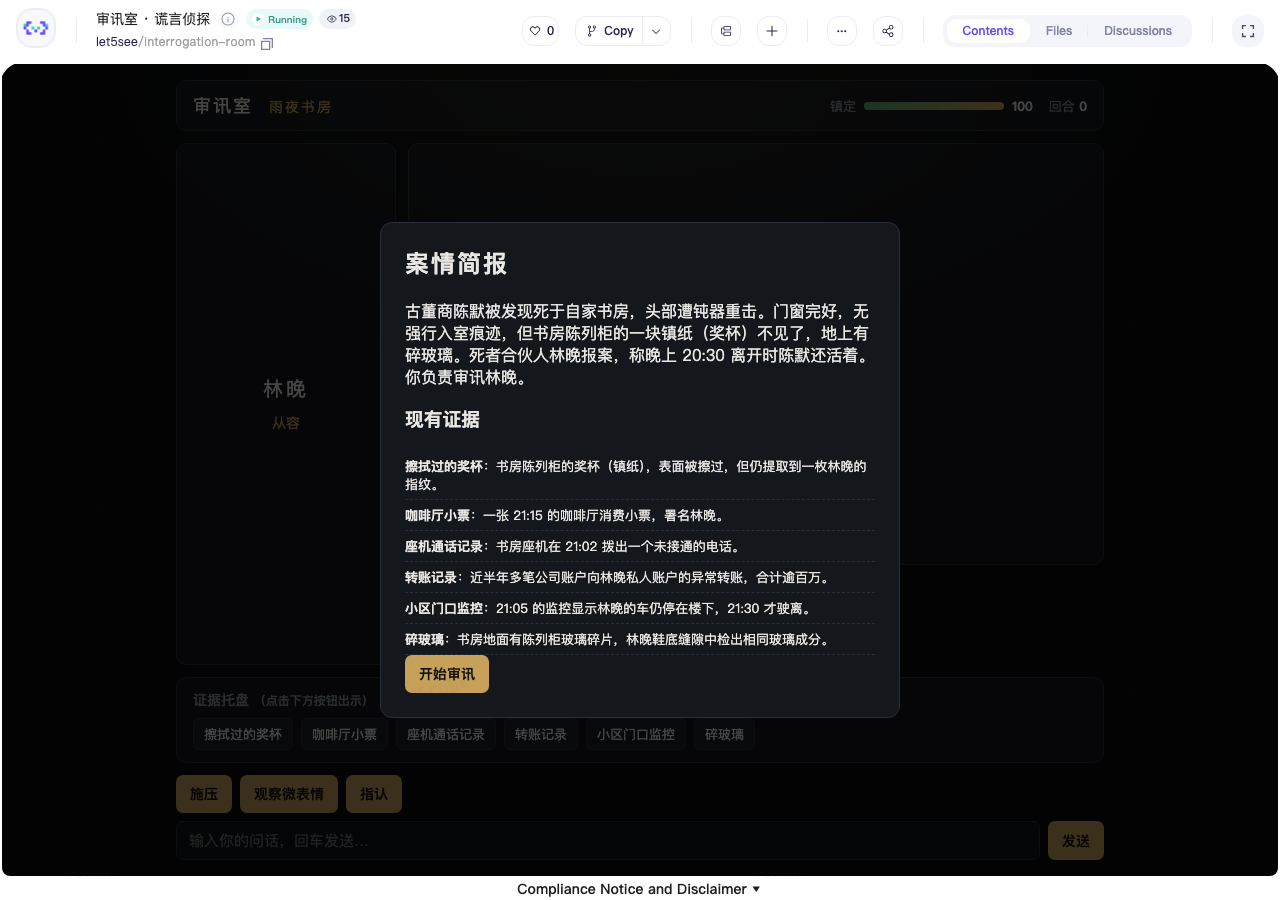 审讯室 · 谎言侦探 Running 15
let5see/interrogation-room
0 Copy Contents Files Discussions
审讯室 雨夜书房 镇定 100 回合 0
案情简报
古董商陈默被发现死于自家书房，头部遭钝器重击。门窗完好，无
强行入室痕迹，但书房陈列柜的一块镇纸（奖杯）不见了，地上有
碎玻璃。死者合伙人林晚报案，称晚上 20:30 离开时陈默还活着。
你负责审讯林晚。
林晚
从容
现有证据
擦拭过的奖杯：书房陈列柜的奖杯（镇纸），表面被擦过，但仍提取到一枚林晚的
指纹。
咖啡厅小票：一张 21:15 的咖啡厅消费小票，署名林晚。
座机通话记录：书房座机在 21:02 拨出一个未接通的电话。
转账记录：近半年多笔公司账户向林晚私人账户的异常转账，合计逾百万。
小区门口监控：21:05 的监控显示林晚的车仍停在楼下，21:30 才驶离。
碎玻璃：书房地面有陈列柜玻璃碎片，林晚鞋底缝隙中检出相同玻璃成分。
开始审讯
证据托盘 （点击下方按钮出示）
擦拭过的奖杯 咖啡厅小票 座机通话记录 转账记录 小区门口监控 碎玻璃
施压 观察微表情 指认
输入你的问话，回车发送... 发送
Compliance Notice and Disclaimer